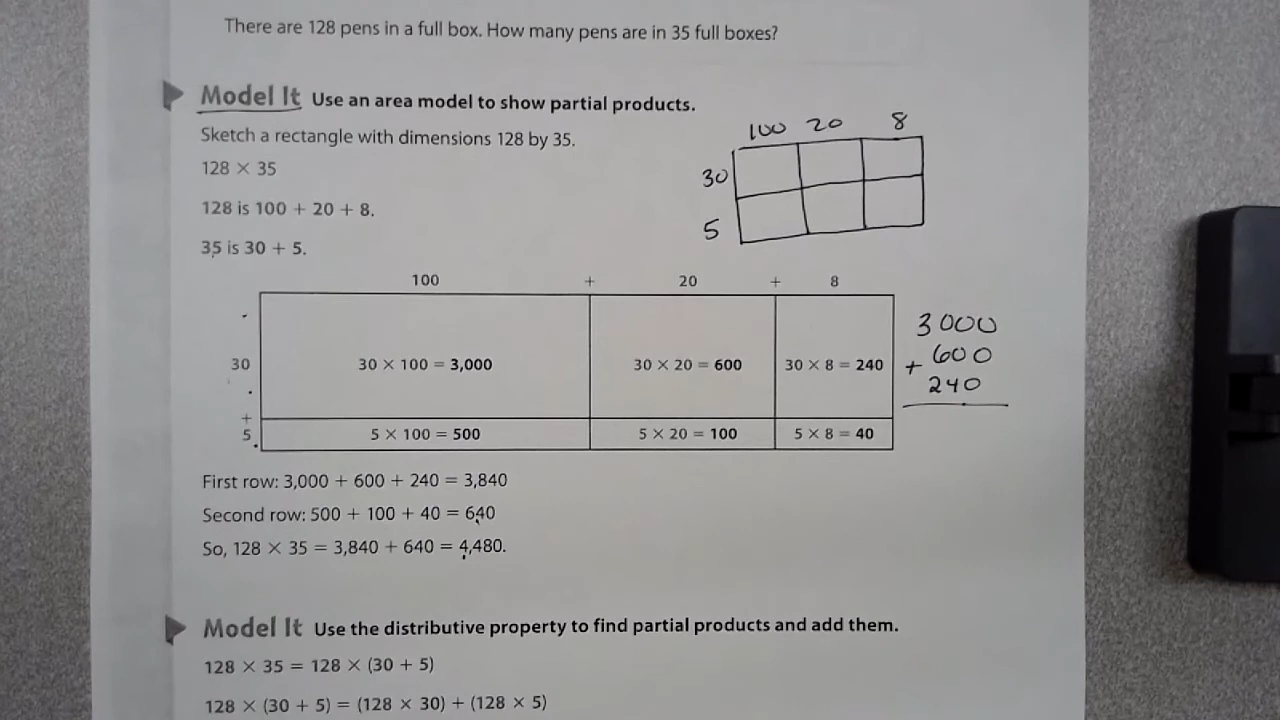 There are 128 pens in a full box. How many pens are in 35 full boxes?
Model It Use an area model to show partial products.
Sketch a rectangle with dimensions 128 by 35.
128 × 35
128 is 100 + 20 + 8.
35 is 30 + 5.
100 20 8
30
5
100 + 20 + 8
30 30 × 100 = 3,000 30 × 20 = 600 30 × 8 = 240
+
5 5 × 100 = 500 5 × 20 = 100 5 × 8 = 40
3000
+ 600
240
First row: 3,000 + 600 + 240 = 3,840
Second row: 500 + 100 + 40 = 640
So, 128 × 35 = 3,840 + 640 = 4,480.
Model It Use the distributive property to find partial products and add them.
128 × 35 = 128 × (30 + 5)
128 × (30 + 5) = (128 × 30) + (128 × 5)